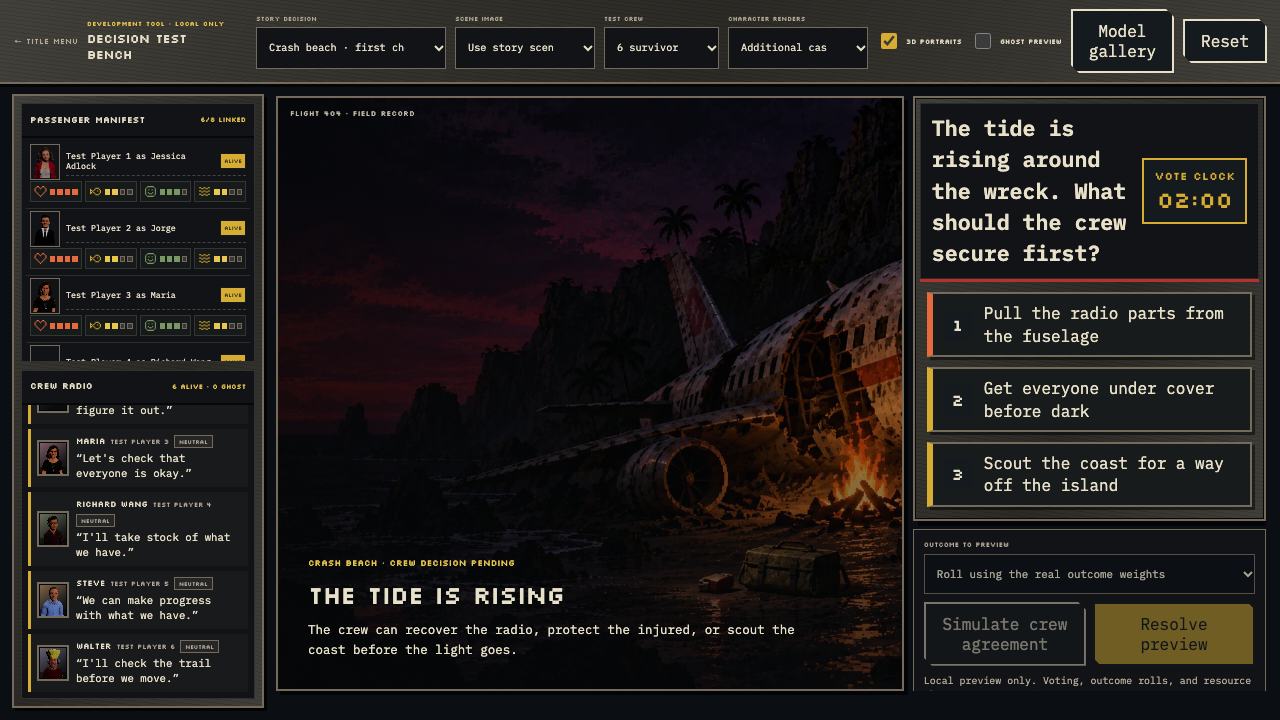 ← TITLE MENU
DEVELOPMENT TOOL · LOCAL ONLY
DECISION TEST
BENCH
STORY DECISION
Crash beach · first ch
SCENE IMAGE
Use story scen
TEST CREW
6 survivor
CHARACTER RENDERS
Additional cas
3D PORTRAITS
GHOST PREVIEW
Model
gallery
Reset
PASSENGER MANIFEST
6/8 LINKED
Test Player 1 as Jessica
Adlock
ALIVE
Test Player 2 as Jorge
ALIVE
Test Player 3 as Maria
ALIVE
Test Player 4 as Richard Wang
CREW RADIO
6 ALIVE · 0 GHOST
figure it out.”
MARIA TEST PLAYER 3 NEUTRAL
“Let's check that
everyone is okay.”
RICHARD WANG TEST PLAYER 4
NEUTRAL
“I'll take stock of what
we have.”
STEVE TEST PLAYER 5 NEUTRAL
“We can make progress
with what we have.”
WALTER TEST PLAYER 6 NEUTRAL
“I'll check the trail
before we move.”
FLIGHT 404 · FIELD RECORD
CRASH BEACH · CREW DECISION PENDING
THE TIDE IS RISING
The crew can recover the radio, protect the injured, or scout the
coast before the light goes.
The tide is
rising around
the wreck. What
should the crew
secure first?
VOTE CLOCK
02:00
1 Pull the radio parts from
the fuselage
2 Get everyone under cover
before dark
3 Scout the coast for a way
off the island
OUTCOME TO PREVIEW
Roll using the real outcome weights
Simulate crew
agreement
Resolve
preview
Local preview only. Voting, outcome rolls, and resource